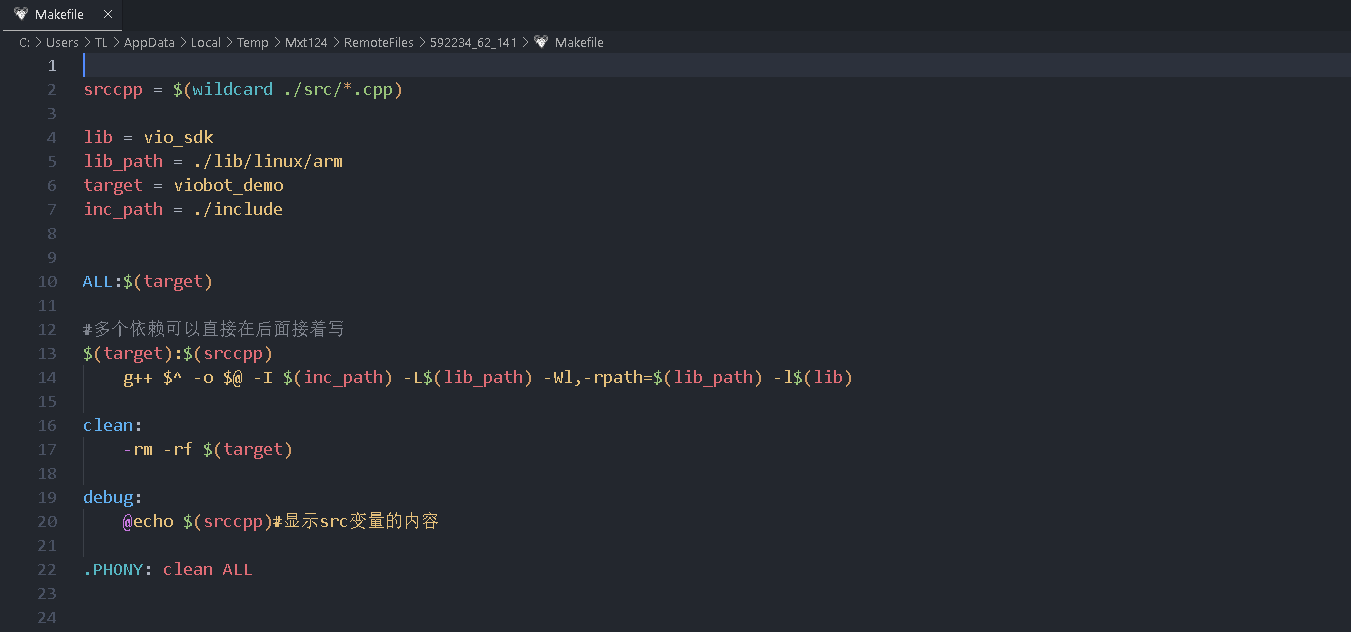 Makefile ×
C: > Users > TL > AppData > Local > Temp > Mxt124 > RemoteFiles > 592234_62_141 > Makefile
1
2 srccpp = $(wildcard ./src/*.cpp)
3
4 lib = vio_sdk
5 lib_path = ./lib/linux/arm
6 target = viobot_demo
7 inc_path = ./include
8
9
10 ALL:$(target)
11
12 #多个依赖可以直接在后面接着写
13 $(target):$(srccpp)
14 g++ $^ -o $@ -I $(inc_path) -L$(lib_path) -Wl,-rpath=$(lib_path) -l$(lib)
15
16 clean:
17 -rm -rf $(target)
18
19 debug:
20 @echo $(srccpp)#显示src变量的内容
21
22 .PHONY: clean ALL
23
24